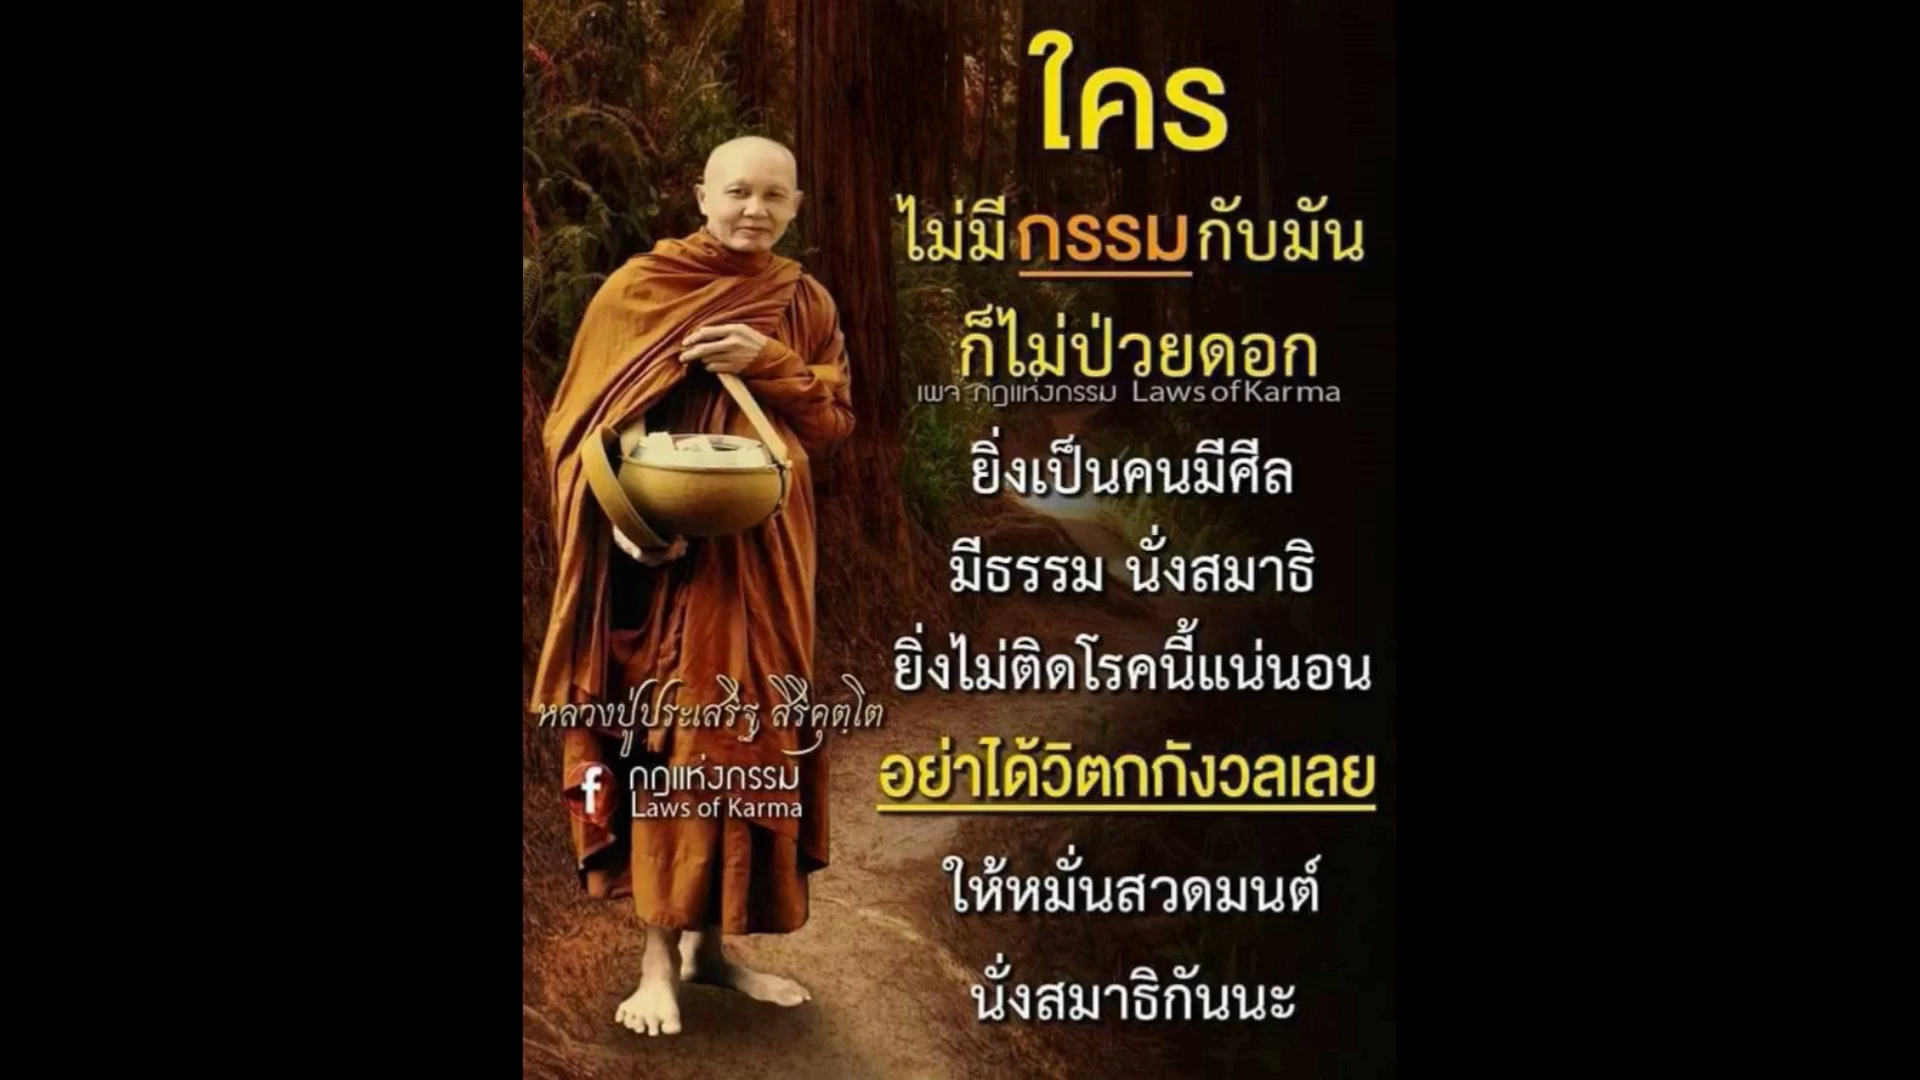 ใคร
ไม่มีกรรมกับมัน
ก็ไม่ป่วยดอก
เพจ กฎแห่งกรรม Laws of Karma
ยิ่งเป็นคนมีศีล
มีธรรม นั่งสมาธิ
ยิ่งไม่ติดโรคนี้แน่นอน
หลวงปู่ประเสริฐ สิริคุตฺโต
อย่าได้วิตกกังวลเลย
f กฎแห่งกรรม
Laws of Karma
ให้หมั่นสวดมนต์
นั่งสมาธิกันนะ